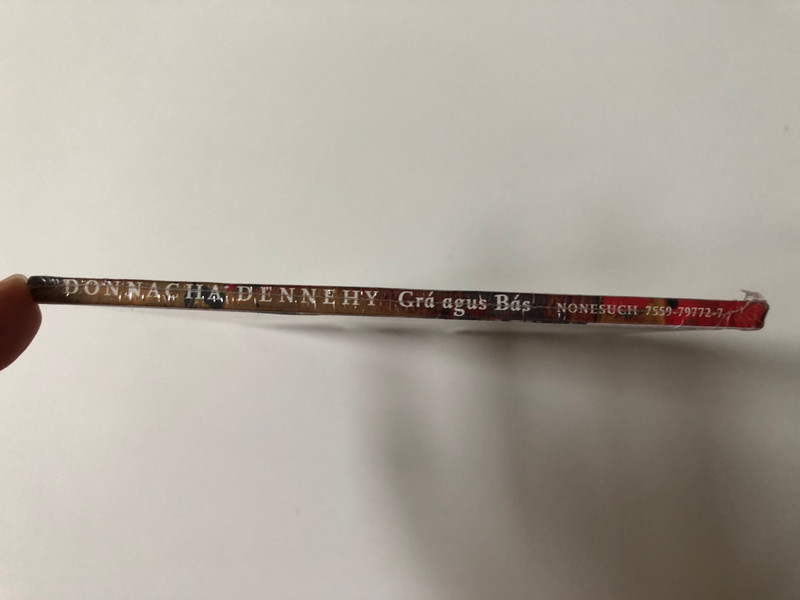 DONNACHA DENNEHY Grá agus Bás NONESUCH 7559-79772-7